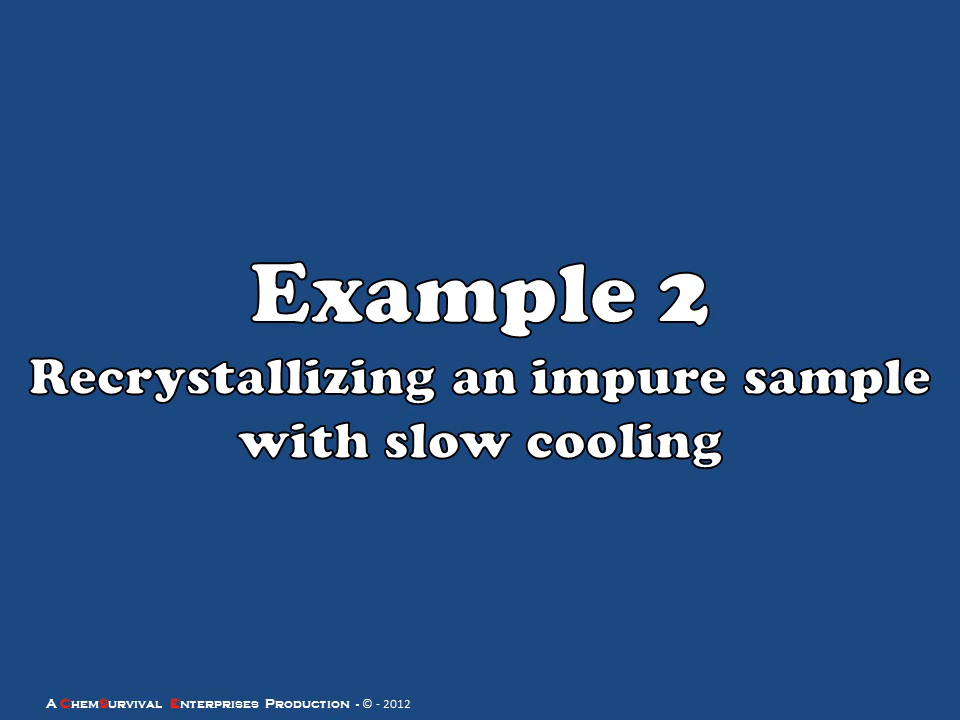 Example 2
Recrystallizing an impure sample
with slow cooling
A ChemSurvival Enterprises Production - © - 2012